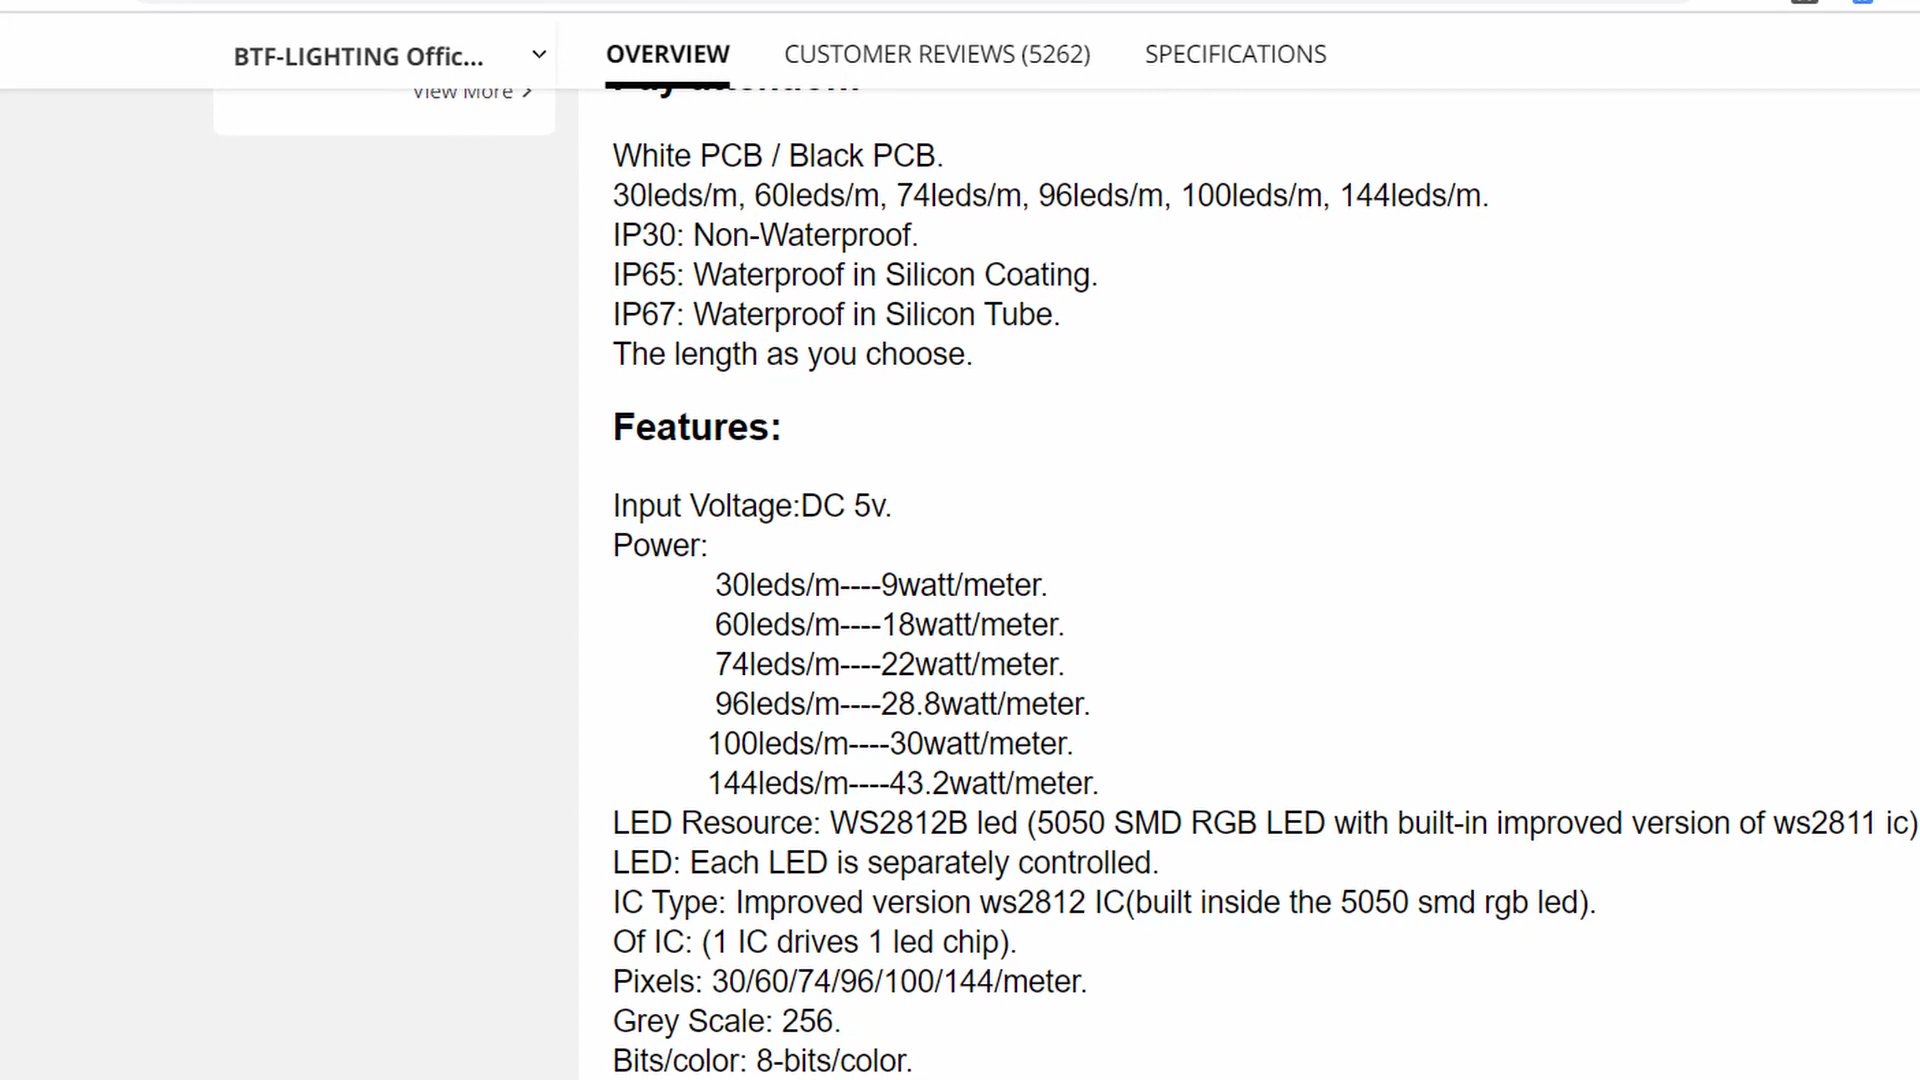 BTF-LIGHTING Offic...
OVERVIEW
CUSTOMER REVIEWS (5262)
SPECIFICATIONS
View More >
White PCB / Black PCB.
30leds/m, 60leds/m, 74leds/m, 96leds/m, 100leds/m, 144leds/m.
IP30: Non-Waterproof.
IP65: Waterproof in Silicon Coating.
IP67: Waterproof in Silicon Tube.
The length as you choose.
Features:
Input Voltage:DC 5v.
Power:
30leds/m----9watt/meter.
60leds/m----18watt/meter.
74leds/m----22watt/meter.
96leds/m----28.8watt/meter.
100leds/m----30watt/meter.
144leds/m----43.2watt/meter.
LED Resource: WS2812B led (5050 SMD RGB LED with built-in improved version of ws2811 ic)
LED: Each LED is separately controlled.
IC Type: Improved version ws2812 IC(built inside the 5050 smd rgb led).
Of IC: (1 IC drives 1 led chip).
Pixels: 30/60/74/96/100/144/meter.
Grey Scale: 256.
Bits/color: 8-bits/color.